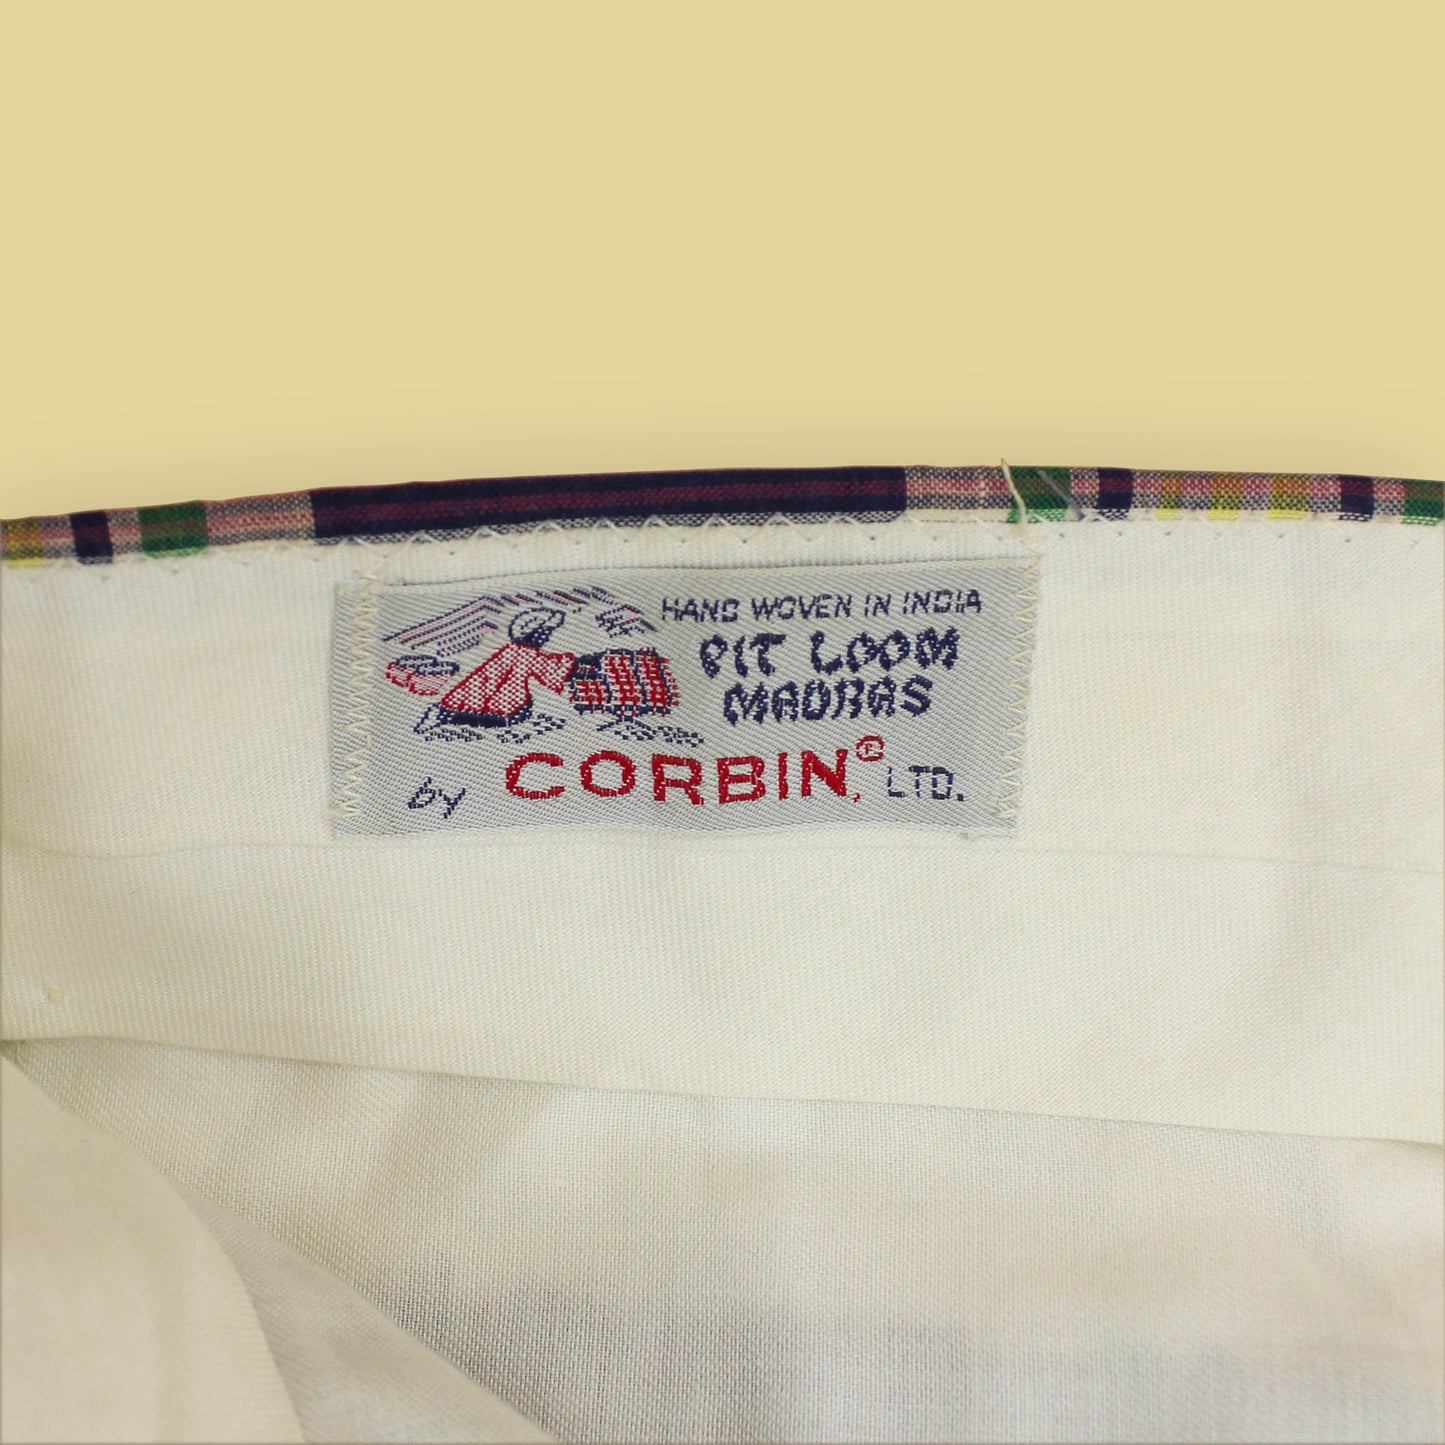 HAND WOVEN IN INDIA
PIT LOOM
MADRAS
by CORBIN,® LTD.